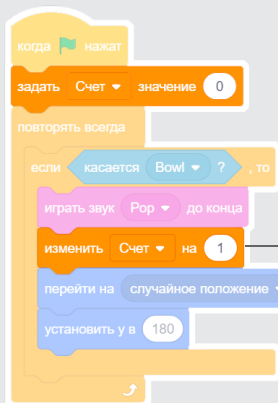 когда нажат
задать Счет значение 0
повторять всегда
если касается Bowl ? , то
играть звук Pop до конца
изменить Счет на 1
перейти на случайное положение
установить y в 180